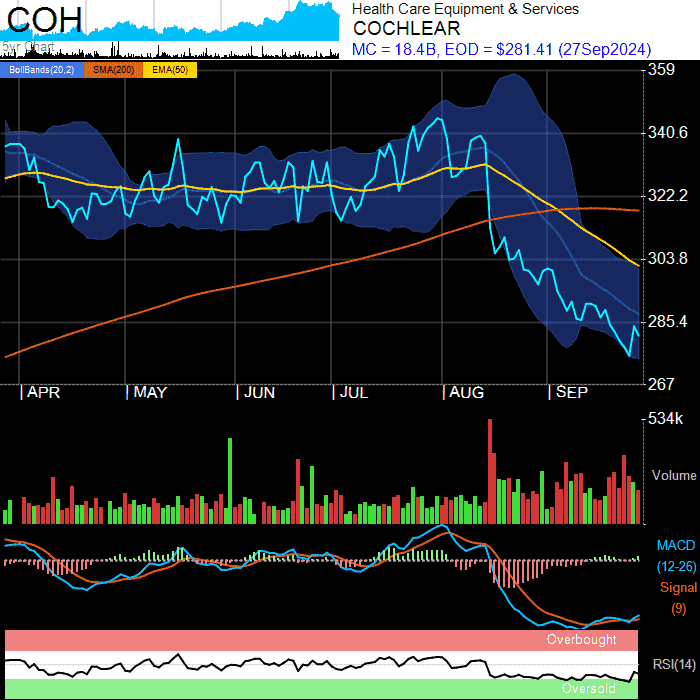 COH
5yr Chart
Health Care Equipment & Services
COCHLEAR
MC = 18.4B, EOD = $281.41 (27Sep2024)
BollBands(20,2) SMA(200) EMA(50)
359
340.6
322.2
303.8
285.4
267
APR MAY JUN JUL AUG SEP
534k
Volume
MACD
(12-26)
Signal
(9)
Overbought
RSI(14)
Oversold